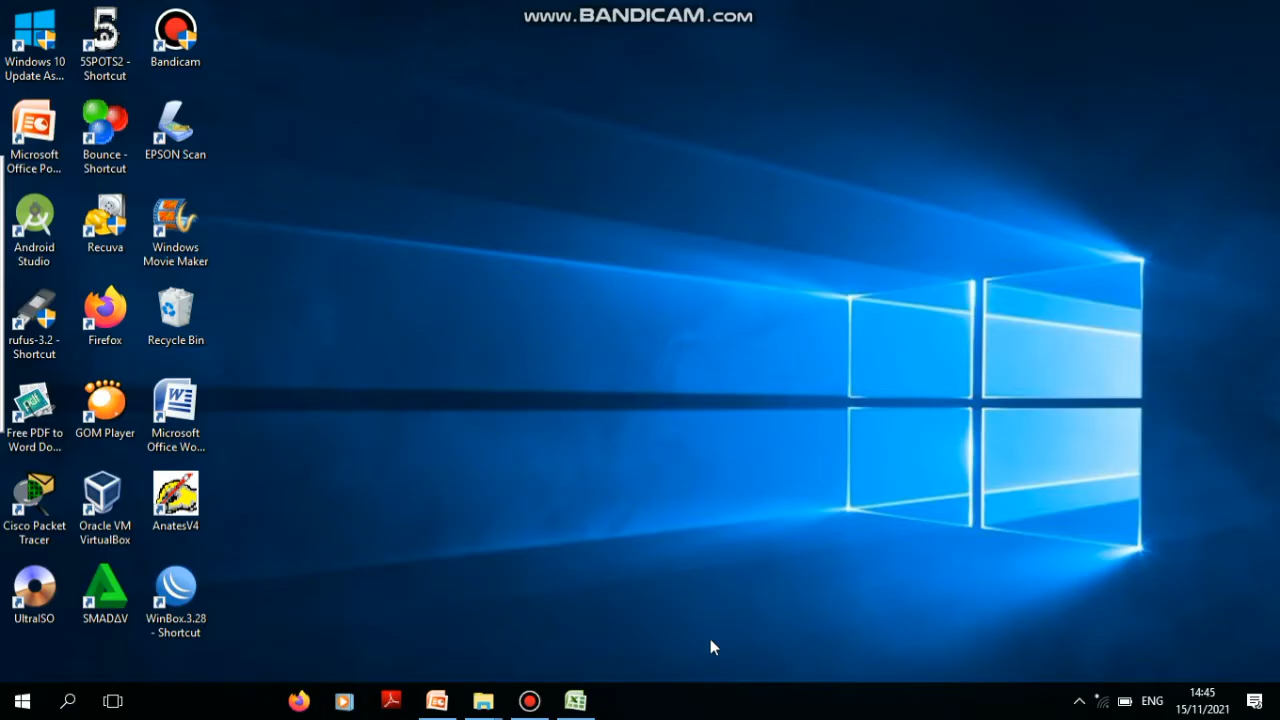 www.BANDICAM.com
Windows 10
Update As...
5SPOTS2 -
Shortcut
Bandicam
Microsoft
Office Po...
Bounce -
Shortcut
EPSON Scan
Android
Studio
Recuva
Windows
Movie Maker
rufus-3.2 -
Shortcut
Firefox
Recycle Bin
Free PDF to
Word Do...
GOM Player
Microsoft
Office Wo...
Cisco Packet
Tracer
Oracle VM
VirtualBox
AnatesV4
UltraISO
SMADΔV
WinBox.3.28
- Shortcut
ENG
14:45
15/11/2021